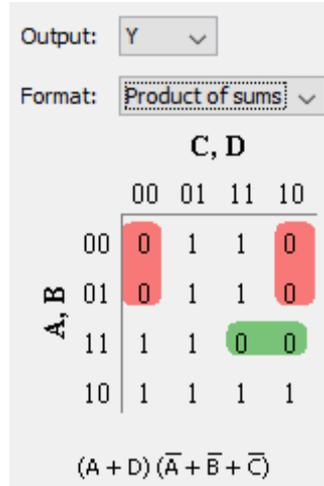 Output: Y
Format: Product of sums
C, D
00 01 11 10
00 0 1 1 0
01 0 1 1 0
A, B
11 1 1 0 0
10 1 1 1 1
(A + D) (A̅ + B̅ + C̅)